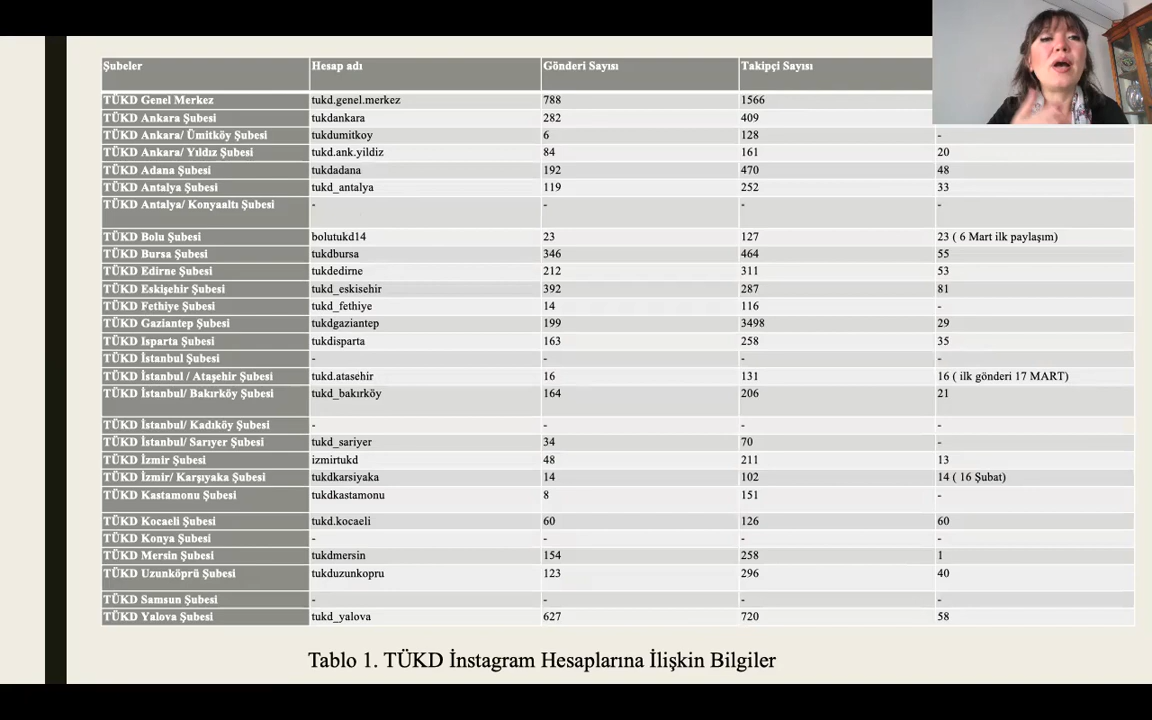 Şubeler Hesap adı Gönderi Sayısı Takipçi Sayısı
TÜKD Genel Merkez tukd.genel.merkez 788 1566
TÜKD Ankara Şubesi tukdankara 282 409
TÜKD Ankara/ Ümitköy Şubesi tukdumitkoy 6 128 -
TÜKD Ankara/ Yıldız Şubesi tukd.ank.yildiz 84 161 20
TÜKD Adana Şubesi tukdadana 192 470 48
TÜKD Antalya Şubesi tukd_antalya 119 252 33
TÜKD Antalya/ Konyaaltı Şubesi - - - -
TÜKD Bolu Şubesi bolutukd14 23 127 23 ( 6 Mart ilk paylaşım)
TÜKD Bursa Şubesi tukdbursa 346 464 55
TÜKD Edirne Şubesi tukdedirne 212 311 53
TÜKD Eskişehir Şubesi tukd_eskisehir 392 287 81
TÜKD Fethiye Şubesi tukd_fethiye 14 116 -
TÜKD Gaziantep Şubesi tukdgaziantep 199 3498 29
TÜKD Isparta Şubesi tukdisparta 163 258 35
TÜKD İstanbul Şubesi - - - -
TÜKD İstanbul / Ataşehir Şubesi tukd.atasehir 16 131 16 ( ilk gönderi 17 MART)
TÜKD İstanbul/ Bakırköy Şubesi tukd_bakırköy 164 206 21
TÜKD İstanbul/ Kadıköy Şubesi - - - -
TÜKD İstanbul/ Sarıyer Şubesi tukd_sariyer 34 70 -
TÜKD İzmir Şubesi izmirtukd 48 211 13
TÜKD İzmir/ Karşıyaka Şubesi tukdkarsiyaka 14 102 14 ( 16 Şubat)
TÜKD Kastamonu Şubesi tukdkastamonu 8 151 -
TÜKD Kocaeli Şubesi tukd.kocaeli 60 126 60
TÜKD Konya Şubesi - - - -
TÜKD Mersin Şubesi tukdmersin 154 258 1
TÜKD Uzunköprü Şubesi tukduzunkopru 123 296 40
TÜKD Samsun Şubesi - - - -
TÜKD Yalova Şubesi tukd_yalova 627 720 58
Tablo 1. TÜKD İnstagram Hesaplarına İlişkin Bilgiler